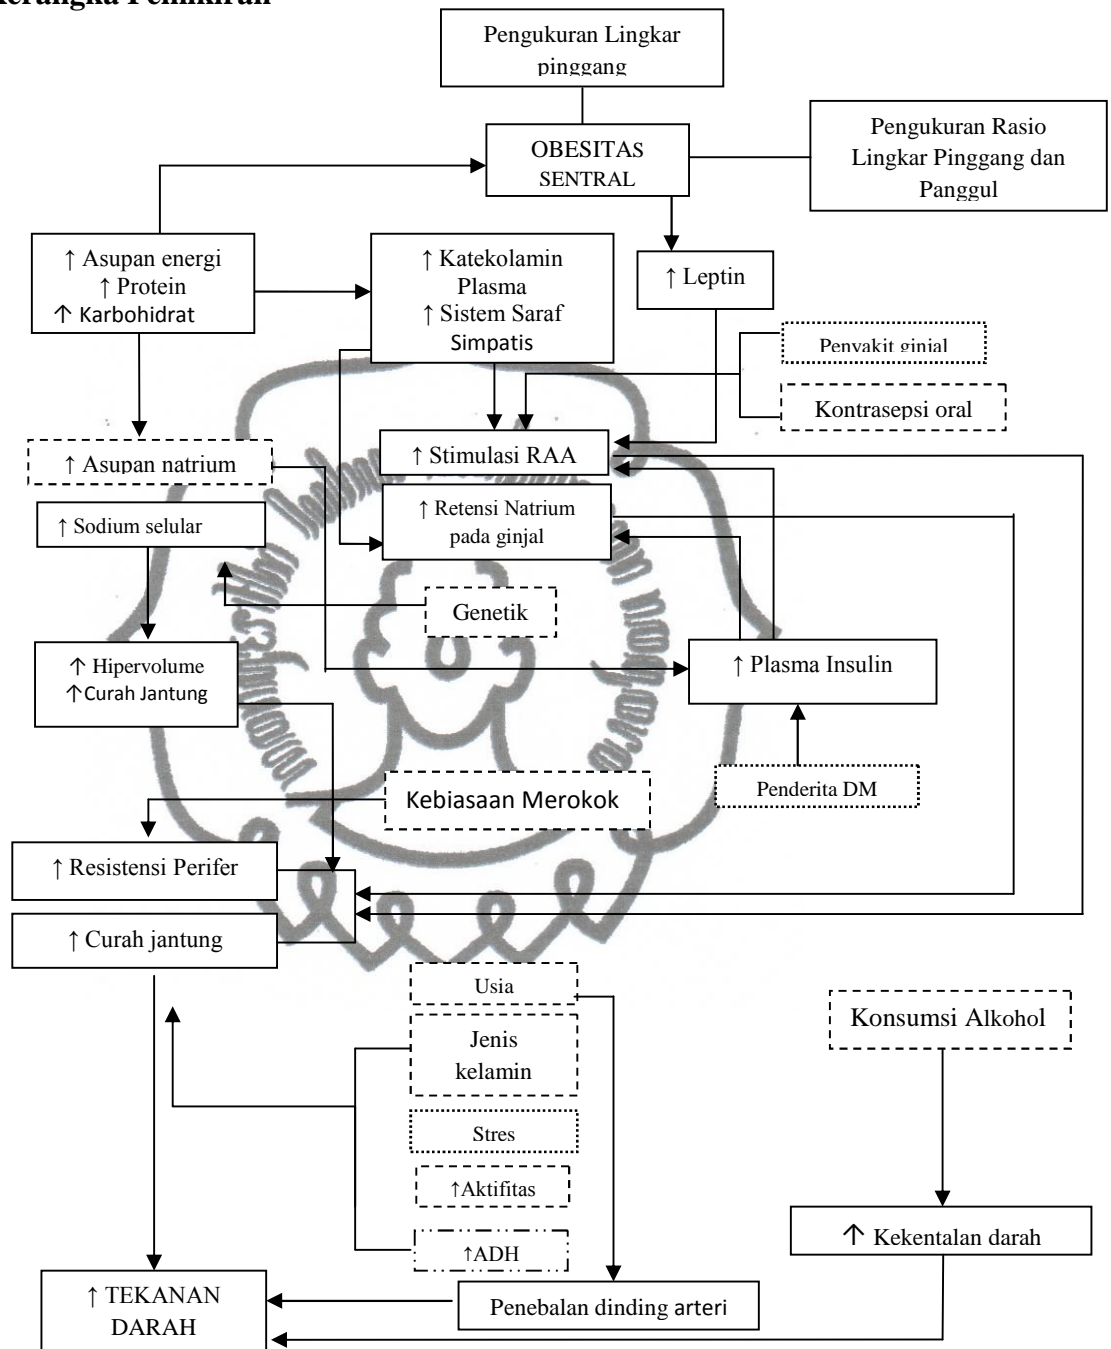 Kerangka Pemikiran
Pengukuran Lingkar
pinggang
OBESITAS
SENTRAL
Pengukuran Rasio
Lingkar Pinggang dan
Panggul
↑ Asupan energi
↑ Protein
↑ Karbohidrat
↑ Katekolamin
Plasma
↑ Sistem Saraf
Simpatis
↑ Leptin
Penyakit ginjal
Kontrasepsi oral
↑ Asupan natrium
↑ Stimulasi RAA
↑ Sodium selular
↑ Retensi Natrium
pada ginjal
Genetik
↑ Hipervolume
↑Curah Jantung
↑ Plasma Insulin
Penderita DM
Kebiasaan Merokok
↑ Resistensi Perifer
↑ Curah jantung
Usia
Jenis
kelamin
Stres
↑Aktifitas
↑ADH
Konsumsi Alkohol
↑ Kekentalan darah
↑ TEKANAN
DARAH
Penebalan dinding arteri